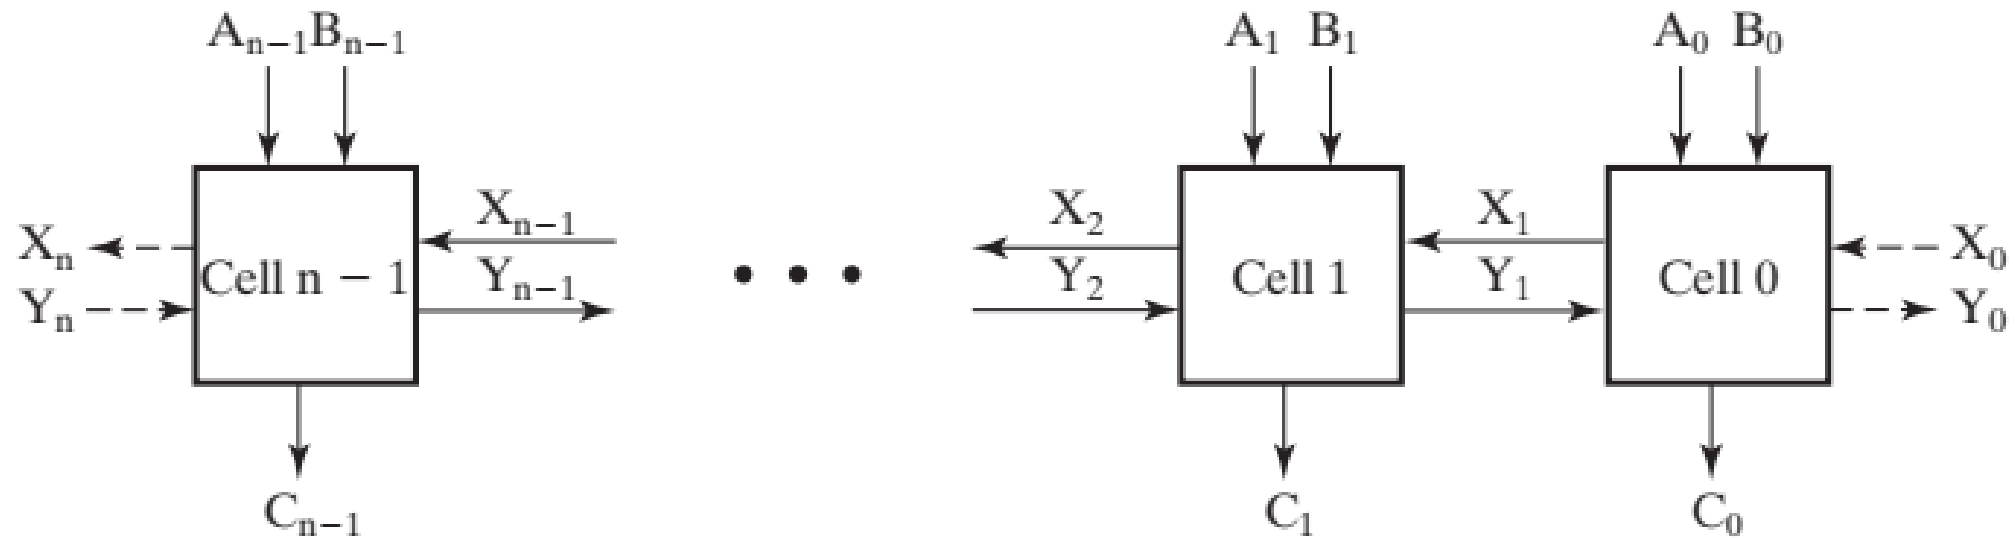 Aₙ₋₁ Bₙ₋₁ A₁ B₁ A₀ B₀
Xₙ Xₙ₋₁ X₂ X₁ X₀
Cell n − 1 • • • Cell 1 Cell 0
Yₙ Yₙ₋₁ Y₂ Y₁ Y₀
Cₙ₋₁ C₁ C₀